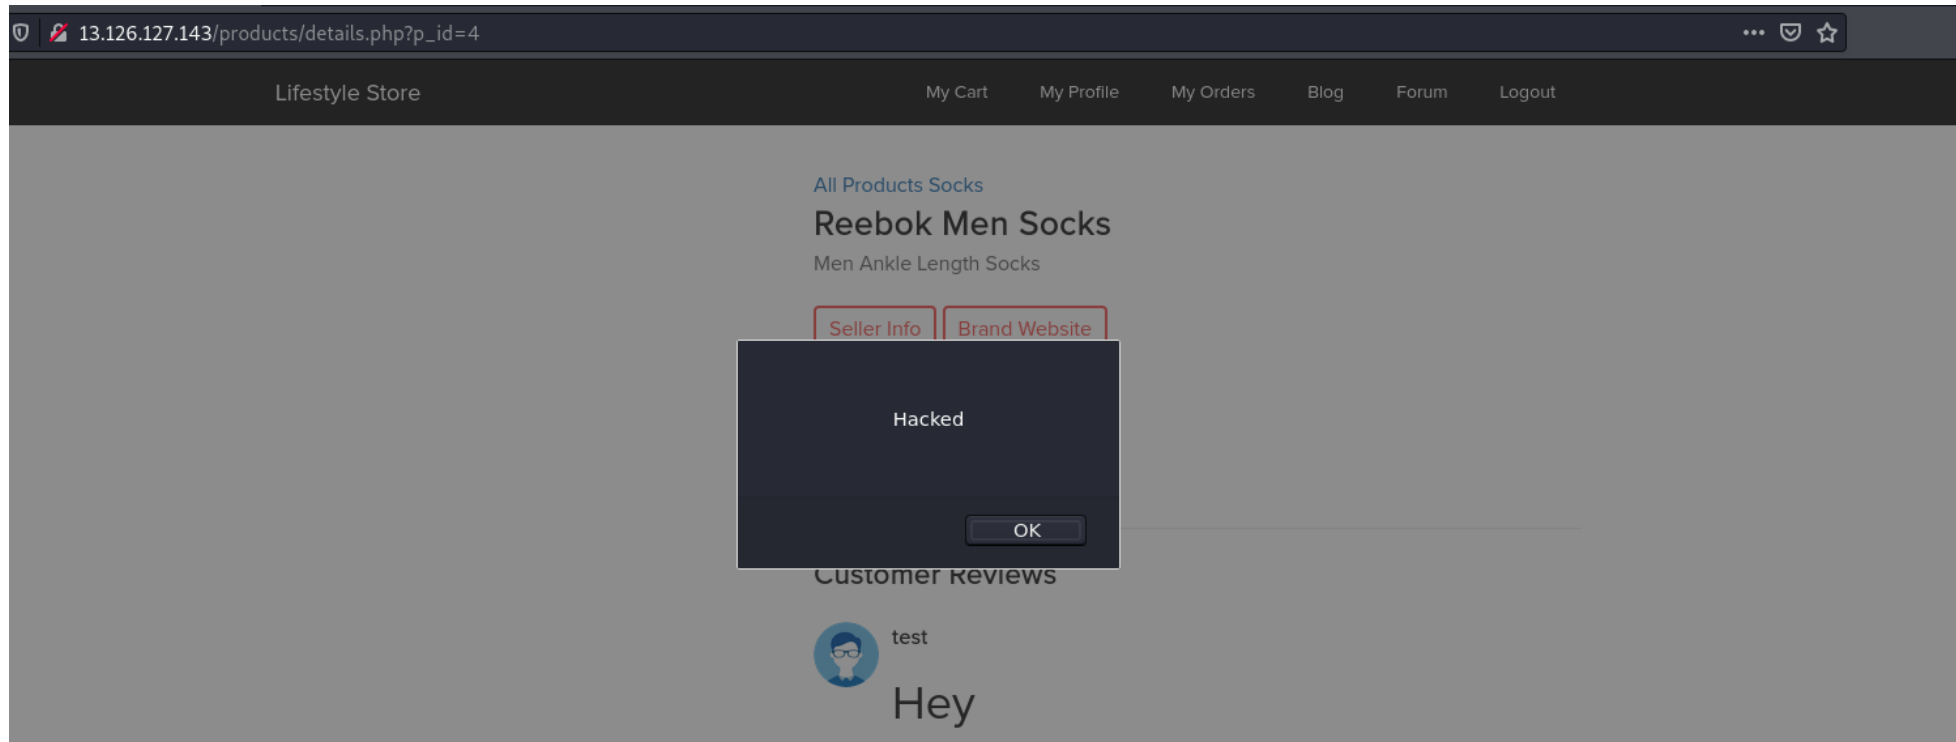 13.126.127.143/products/details.php?p_id=4
Lifestyle Store My Cart My Profile My Orders Blog Forum Logout
All Products Socks
Reebok Men Socks
Men Ankle Length Socks
Seller Info Brand Website
Hacked
OK
Customer Reviews
test
Hey